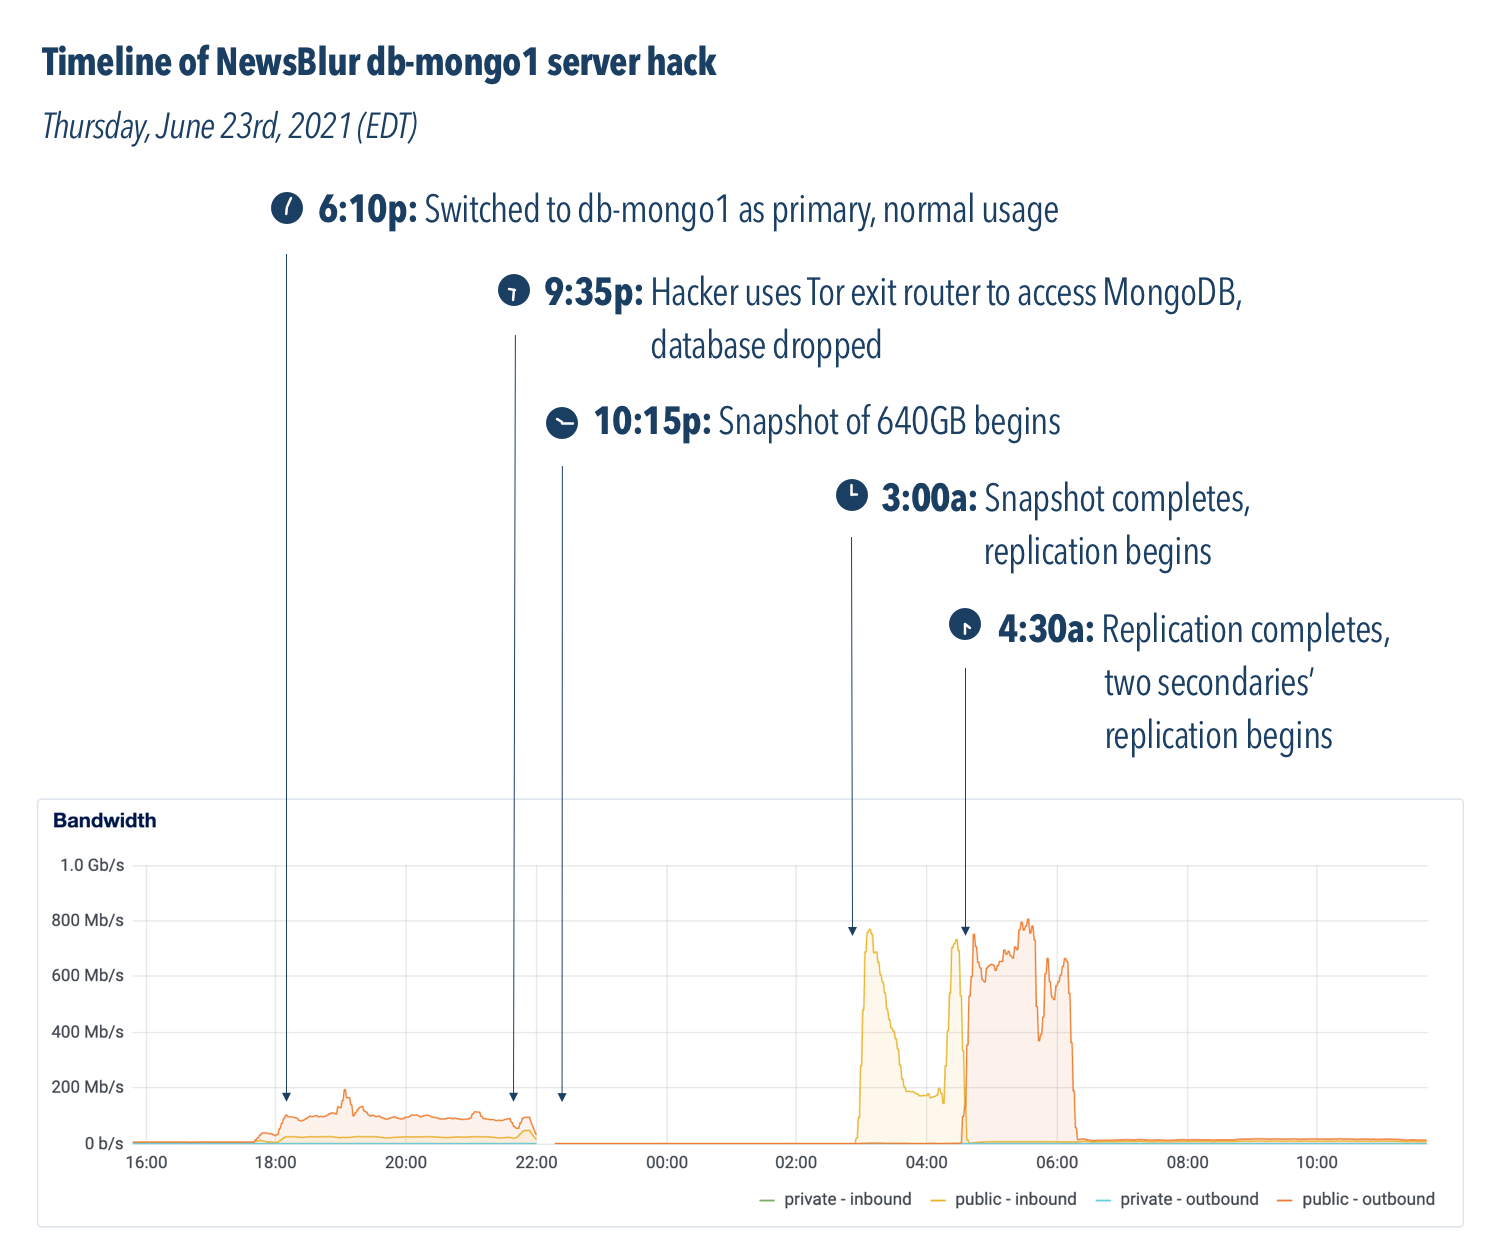 Timeline of NewsBlur db-mongo1 server hack
Thursday, June 23rd, 2021 (EDT)
6:10p: Switched to db-mongo1 as primary, normal usage
9:35p: Hacker uses Tor exit router to access MongoDB,
database dropped
10:15p: Snapshot of 640GB begins
3:00a: Snapshot completes,
replication begins
4:30a: Replication completes,
two secondaries’
replication begins
Bandwidth
1.0 Gb/s
800 Mb/s
600 Mb/s
400 Mb/s
200 Mb/s
0 b/s
16:00 18:00 20:00 22:00 00:00 02:00 04:00 06:00 08:00 10:00
private - inbound public - inbound private - outbound public - outbound